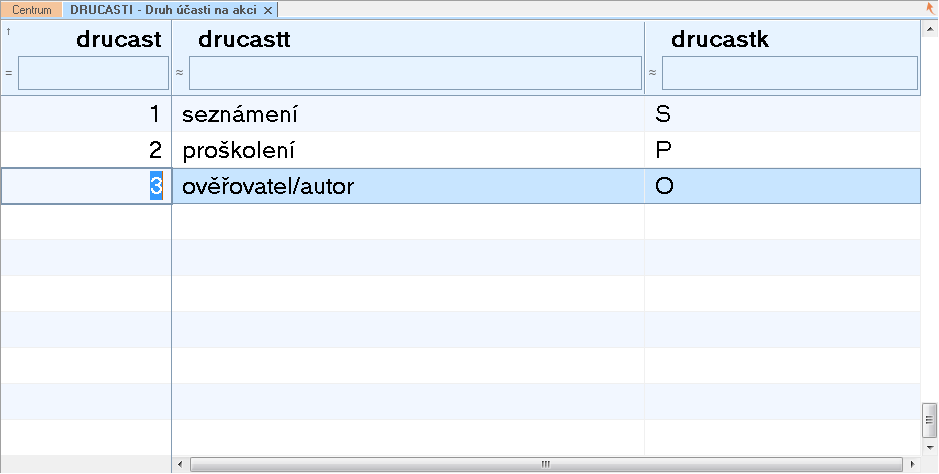 Centrum DRUCASTI - Druh účasti na akci
drucast drucastt drucastk
= ≈ ≈
1 seznámení S
2 proškolení P
3 ověřovatel/autor O